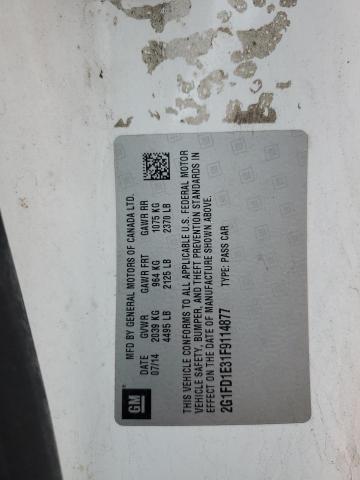 GM
MFD BY GENERAL MOTORS OF CANADA LTD.
DATE GVWR GAWR FRT GAWR RR
07/14 2039 KG 964 KG 1075 KG
4495 LB 2125 LB 2370 LB
THIS VEHICLE CONFORMS TO ALL APPLICABLE U.S. FEDERAL MOTOR
VEHICLE SAFETY, BUMPER, AND THEFT PREVENTION STANDARDS IN
EFFECT ON THE DATE OF MANUFACTURE SHOWN ABOVE.
2G1FD1E31F9114877 TYPE: PASS CAR